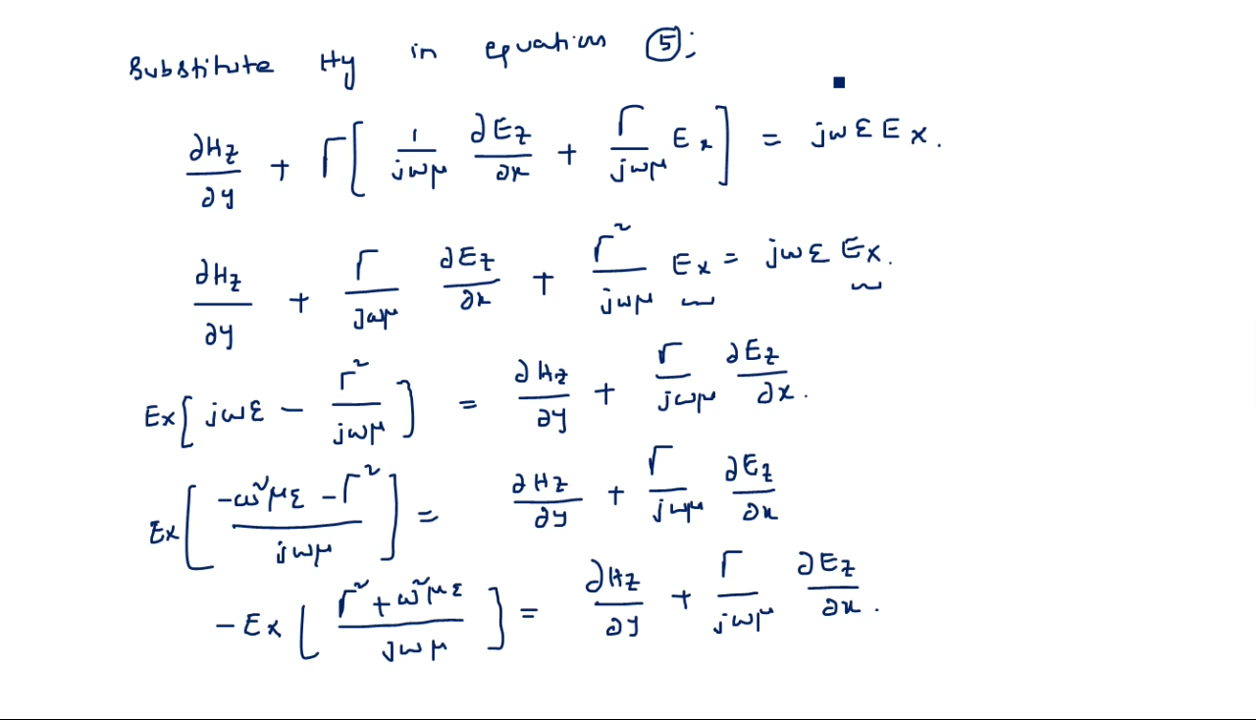 Substitute Hy in equation ⑤;
∂Hz/∂y + Γ[ 1/jωμ ∂Ez/∂x + Γ/jωμ Ex ] = jωε Ex.
∂Hz/∂y + Γ/jωμ ∂Ez/∂x + Γ²/jωμ Ex = jωε Ex.
Ex[ jωε − Γ²/jωμ ] = ∂Hz/∂y + Γ/jωμ ∂Ez/∂x.
Ex[ (-ω²με − Γ²)/jωμ ] = ∂Hz/∂y + Γ/jωμ ∂Ez/∂x
-Ex[ (Γ² + ω²με)/jωμ ] = ∂Hz/∂y + Γ/jωμ ∂Ez/∂x.